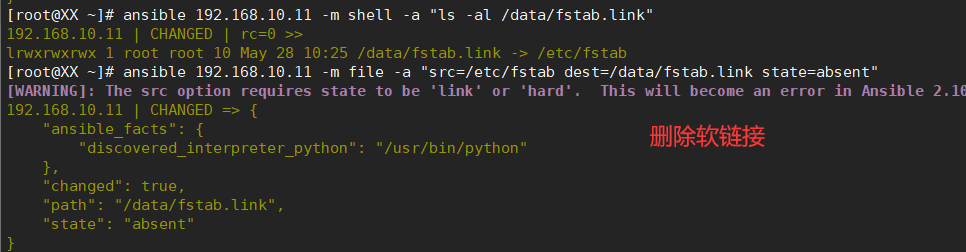 [root@XX ~]# ansible 192.168.10.11 -m shell -a "ls -al /data/fstab.link"
192.168.10.11 | CHANGED | rc=0 >>
lrwxrwxrwx 1 root root 10 May 28 10:25 /data/fstab.link -> /etc/fstab
[root@XX ~]# ansible 192.168.10.11 -m file -a "src=/etc/fstab dest=/data/fstab.link state=absent"
[WARNING]: The src option requires state to be 'link' or 'hard'.  This will become an error in Ansible 2.10
192.168.10.11 | CHANGED => {
    "ansible_facts": {
        "discovered_interpreter_python": "/usr/bin/python"
    },
    "changed": true,
    "path": "/data/fstab.link",
    "state": "absent"
}
删除软链接